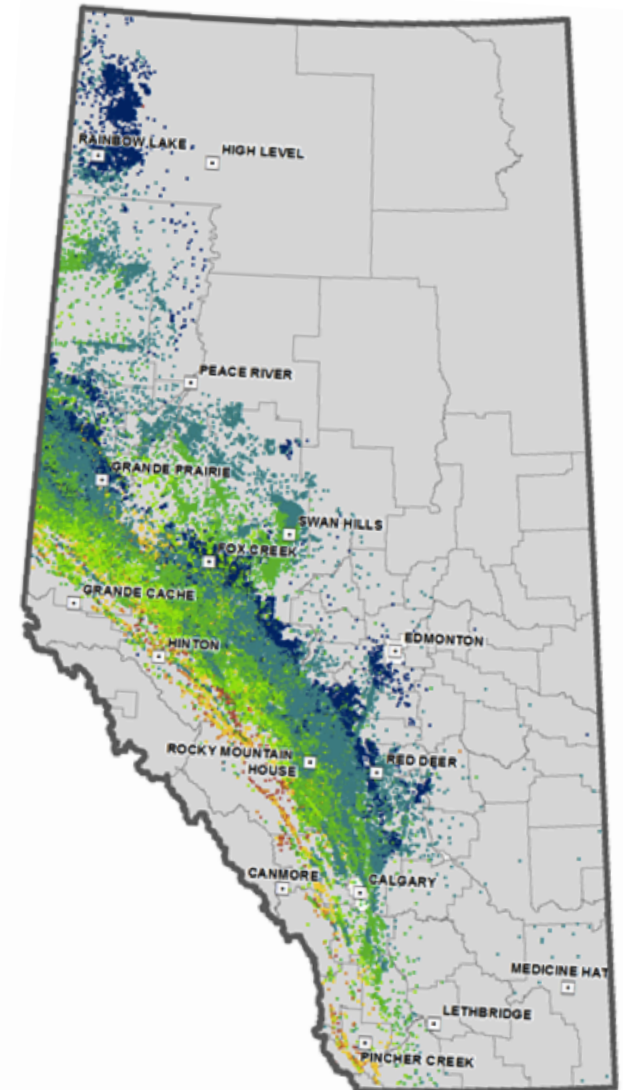 RAINBOW LAKE
HIGH LEVEL
PEACE RIVER
GRANDE PRAIRIE
SWAN HILLS
FOX CREEK
GRANDE CACHE
EDMONTON
HINTON
ROCKY MOUNTAIN
HOUSE
RED DEER
CANMORE
CALGARY
MEDICINE HAT
LETHBRIDGE
PINCHER CREEK